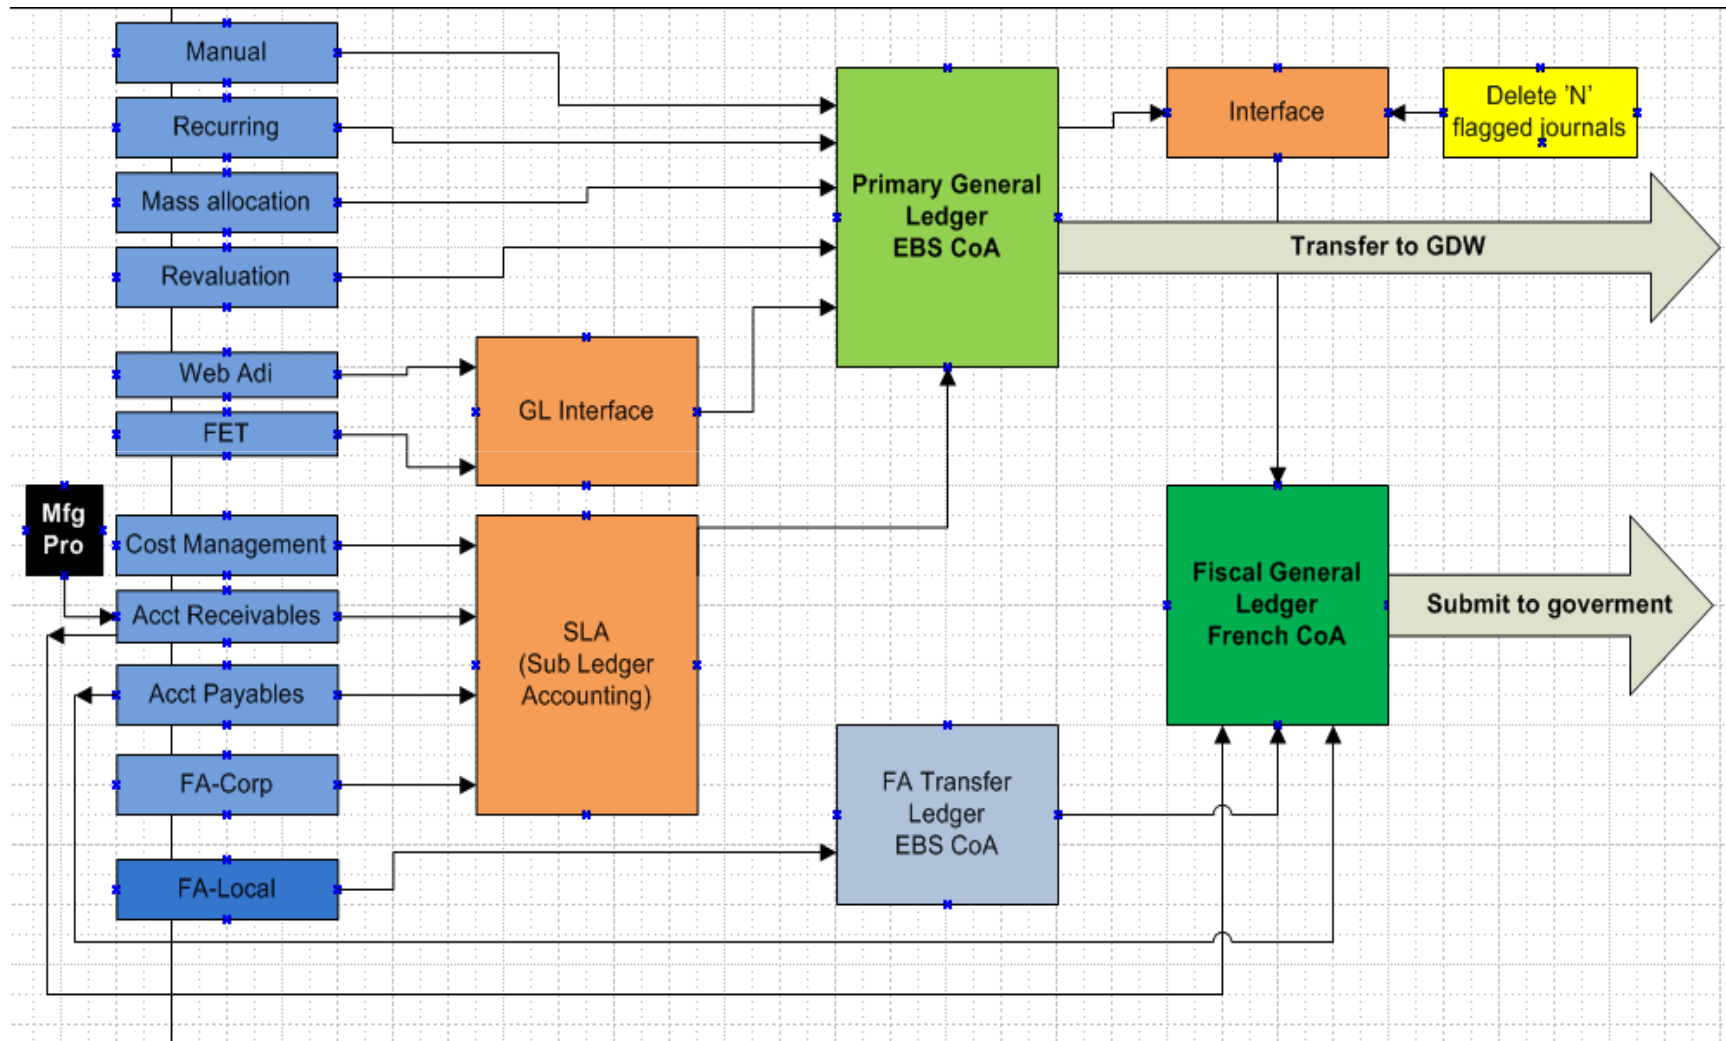 Manual
Recurring
Mass allocation
Revaluation
Web Adi
FET
Mfg
Pro
Cost Management
Acct Receivables
Acct Payables
FA-Corp
FA-Local
GL Interface
SLA
(Sub Ledger
Accounting)
Primary General
Ledger
EBS CoA
FA Transfer
Ledger
EBS CoA
Interface
Delete 'N'
flagged journals
Transfer to GDW
Fiscal General
Ledger
French CoA
Submit to goverment